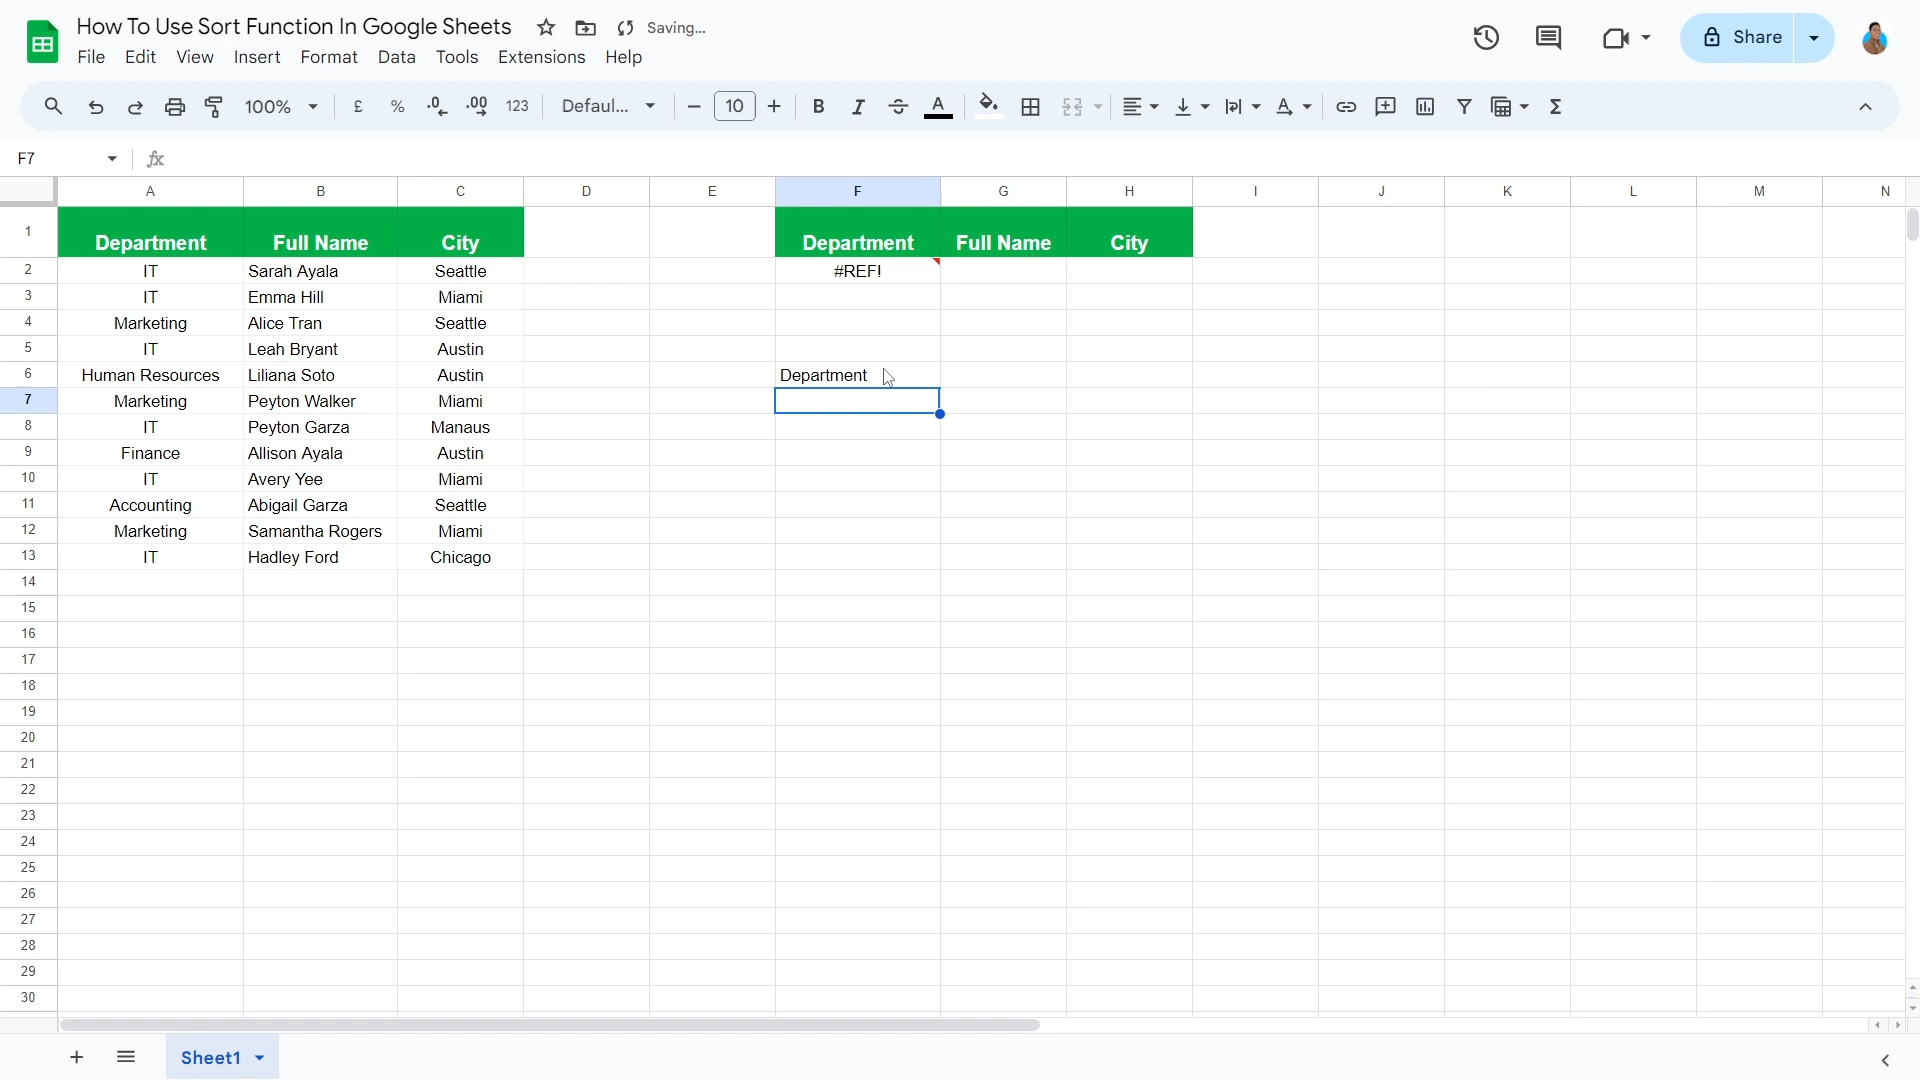 How To Use Sort Function In Google Sheets Saving...
File Edit View Insert Format Data Tools Extensions Help
Share
100% £ % .0 .00 123 Defaul... 10 B I S A A Σ
F7 fx
A B C D E F G H I J K L M N
1 Department Full Name City Department Full Name City
2 IT Sarah Ayala Seattle #REF!
3 IT Emma Hill Miami
4 Marketing Alice Tran Seattle
5 IT Leah Bryant Austin
6 Human Resources Liliana Soto Austin Department
7 Marketing Peyton Walker Miami
8 IT Peyton Garza Manaus
9 Finance Allison Ayala Austin
10 IT Avery Yee Miami
11 Accounting Abigail Garza Seattle
12 Marketing Samantha Rogers Miami
13 IT Hadley Ford Chicago
14
15
16
17
18
19
20
21
22
23
24
25
26
27
28
29
30
Sheet1